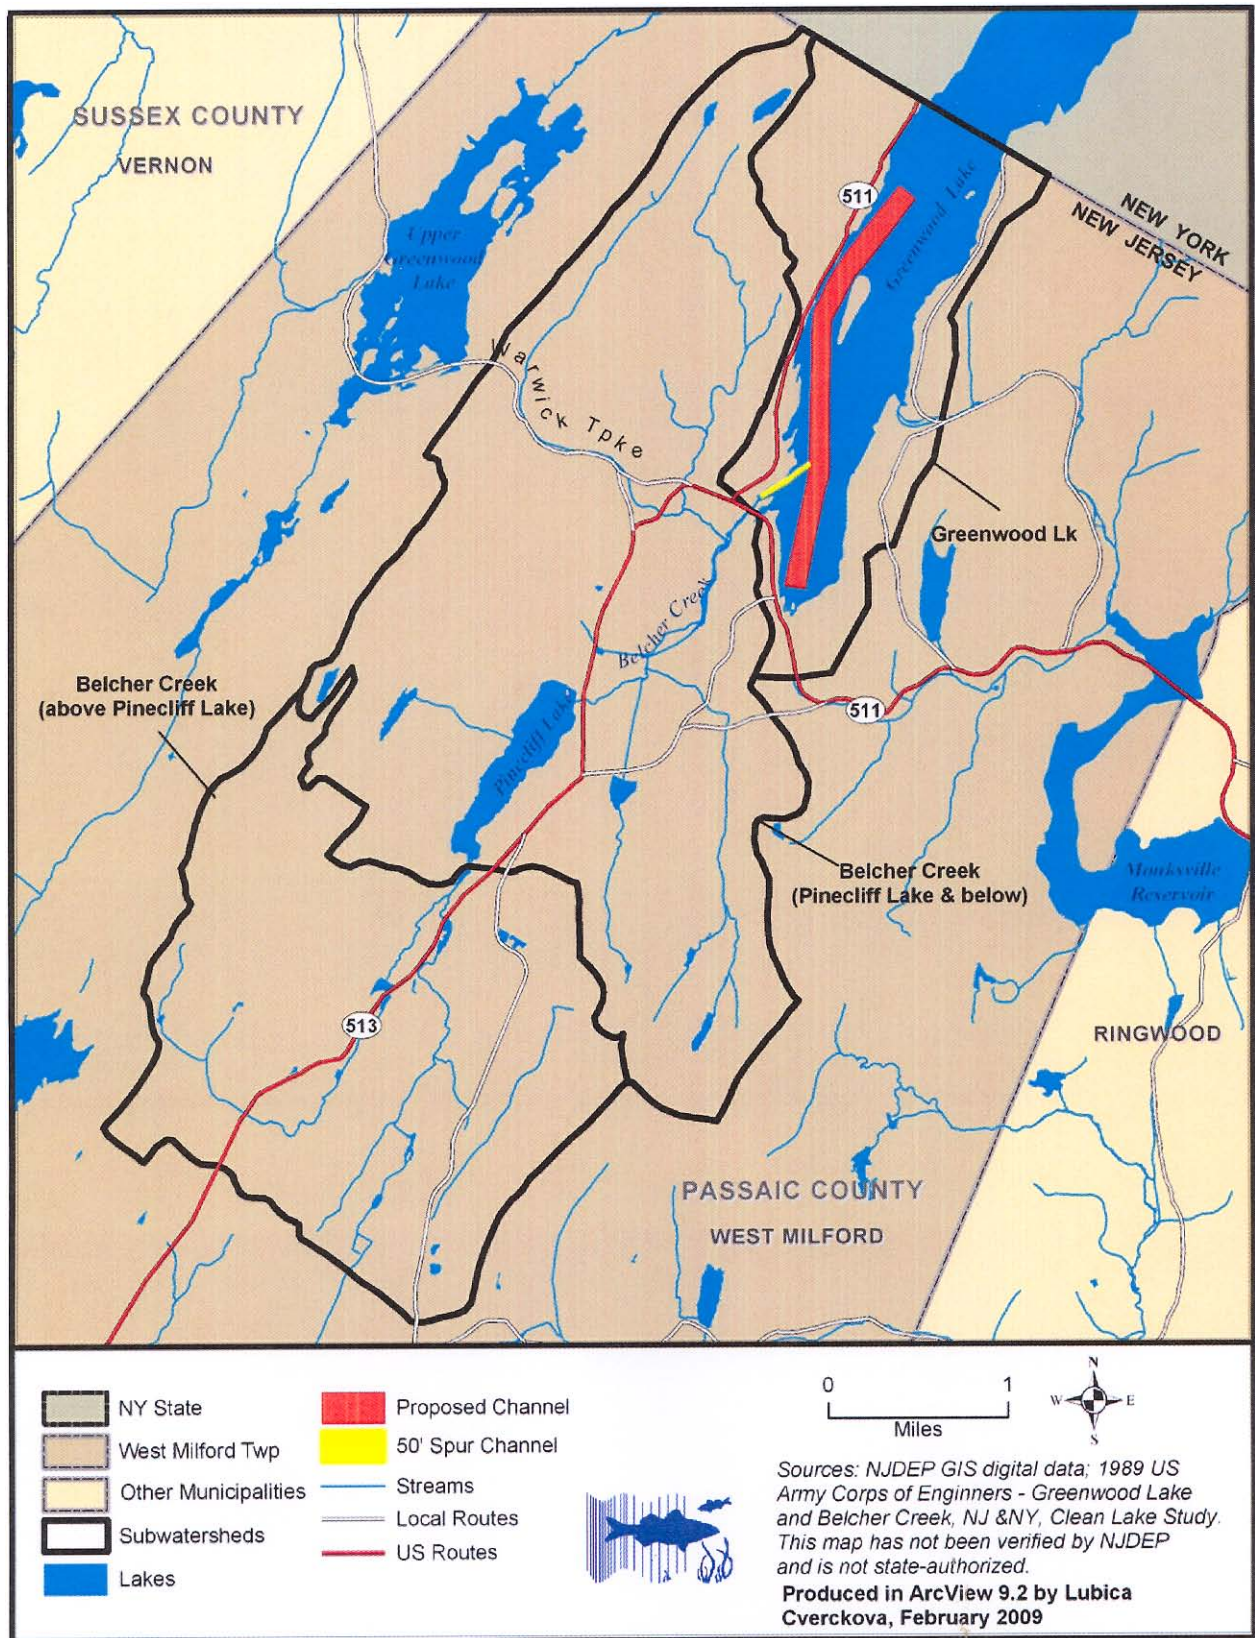 SUSSEX COUNTY
VERNON
Upper
Greenwood
Lake
511
Greenwood Lake
NEW YORK
NEW JERSEY
Warwick Tpke
Greenwood Lk
Belcher Creek
Belcher Creek
(above Pinecliff Lake)
Pinecliff Lake
511
Belcher Creek
(Pinecliff Lake & below)
Monksville
Reservoir
513
RINGWOOD
PASSAIC COUNTY
WEST MILFORD
NY State
West Milford Twp
Other Municipalities
Subwatersheds
Lakes
Proposed Channel
50' Spur Channel
Streams
Local Routes
US Routes
0 1
Miles
N
W E
S
Sources: NJDEP GIS digital data; 1989 US
Army Corps of Enginners - Greenwood Lake
and Belcher Creek, NJ &NY, Clean Lake Study.
This map has not been verified by NJDEP
and is not state-authorized.
Produced in ArcView 9.2 by Lubica
Cverckova, February 2009